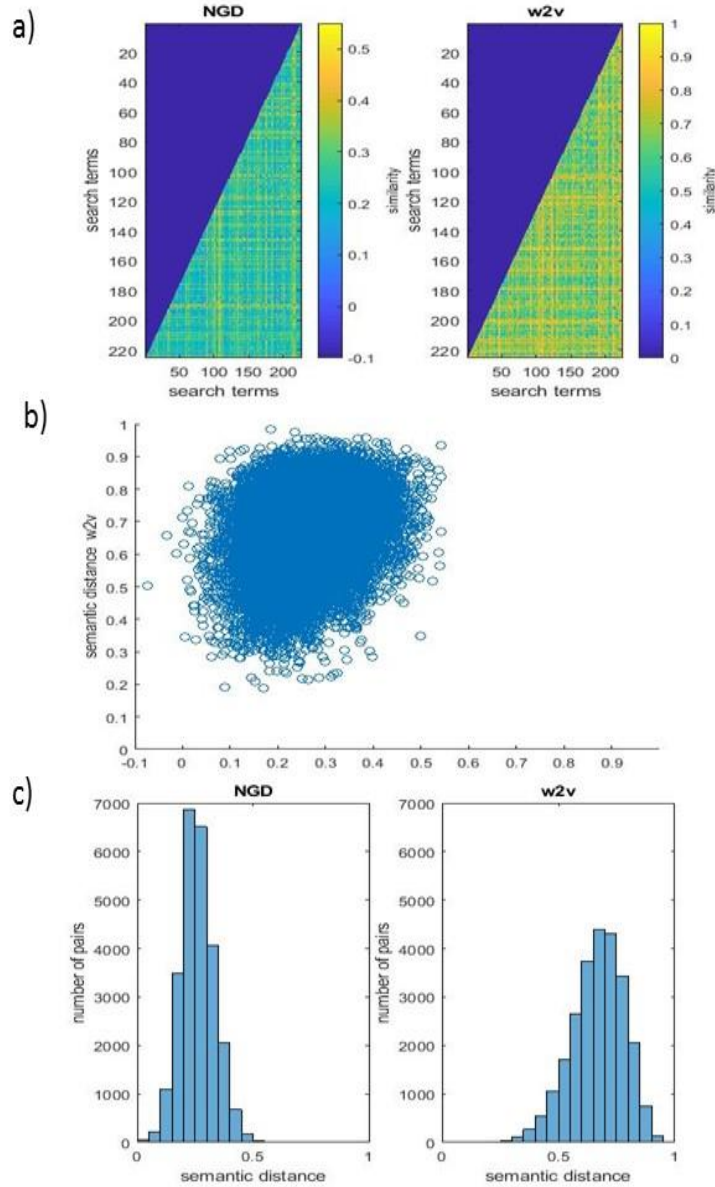 a)
NGD
20
40
60
80
100
120
140
160
180
200
220
search terms
50 100 150 200
search terms
0.5
0.4
0.3
0.2
0.1
0
-0.1
similarity
w2v
20
40
60
80
100
120
140
160
180
200
220
search terms
50 100 150 200
search terms
1
0.9
0.8
0.7
0.6
0.5
0.4
0.3
0.2
0.1
0
similarity
b)
1
0.9
0.8
0.7
0.6
0.5
0.4
0.3
0.2
0.1
0
semantic distance w2v
-0.1 0 0.1 0.2 0.3 0.4 0.5 0.6 0.7 0.8 0.9
c)
NGD
7000
6000
5000
4000
3000
2000
1000
0
number of pairs
0 0.5 1
semantic distance
w2v
7000
6000
5000
4000
3000
2000
1000
0
number of pairs
0 0.5 1
semantic distance